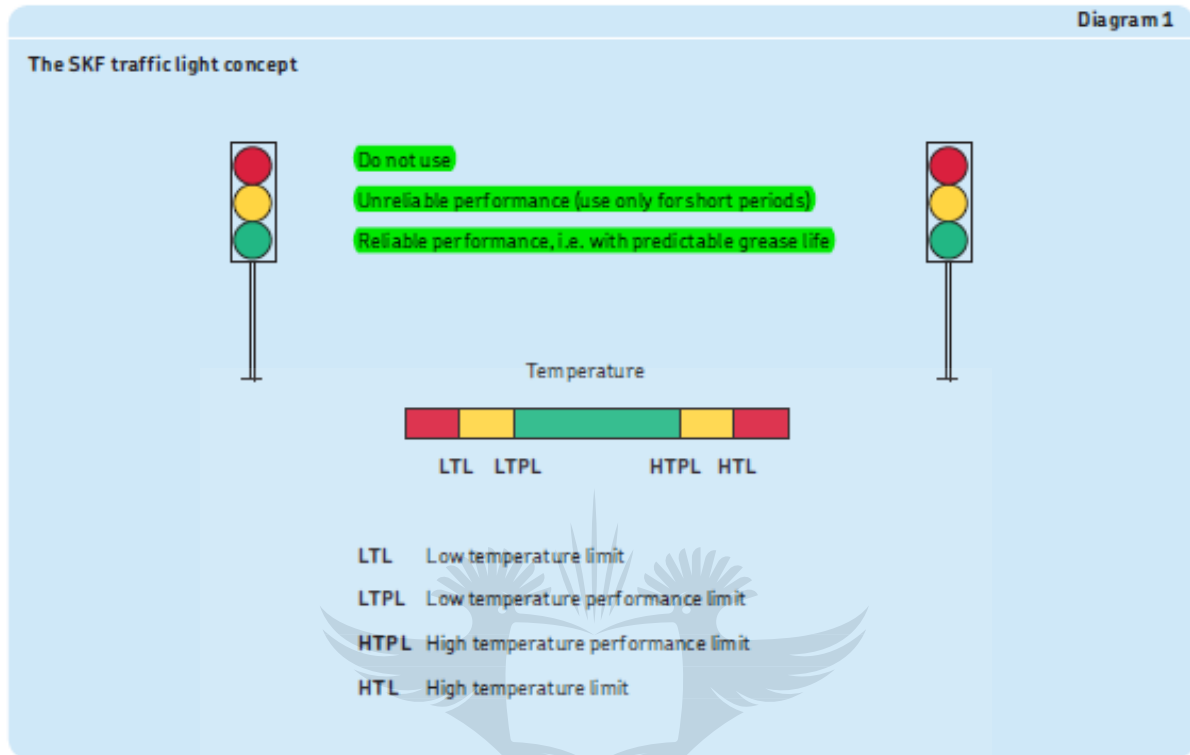 Diagram 1
The SKF traffic light concept
Do not use
Unreliable performance (use only for short periods)
Reliable performance, i.e. with predictable grease life
Temperature
LTL LTPL HTPL HTL
LTL Low temperature limit
LTPL Low temperature performance limit
HTPL High temperature performance limit
HTL High temperature limit